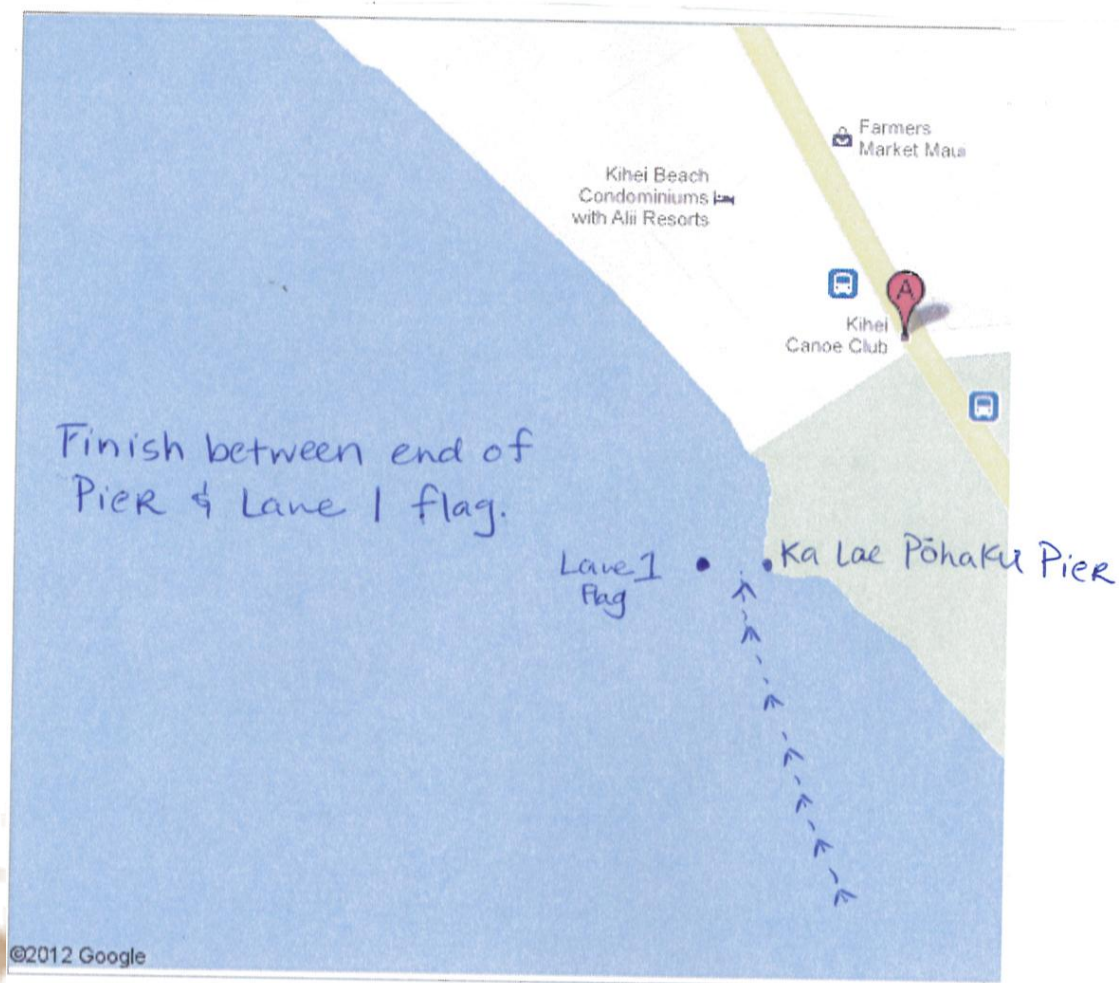 Farmers
Market Maui
Kihei Beach
Condominiums
with Alii Resorts
A
Kihei
Canoe Club
Finish between end of
Pier & Lane 1 flag.
Lane 1
flag
Ka Lae Pōhaku Pier
©2012 Google